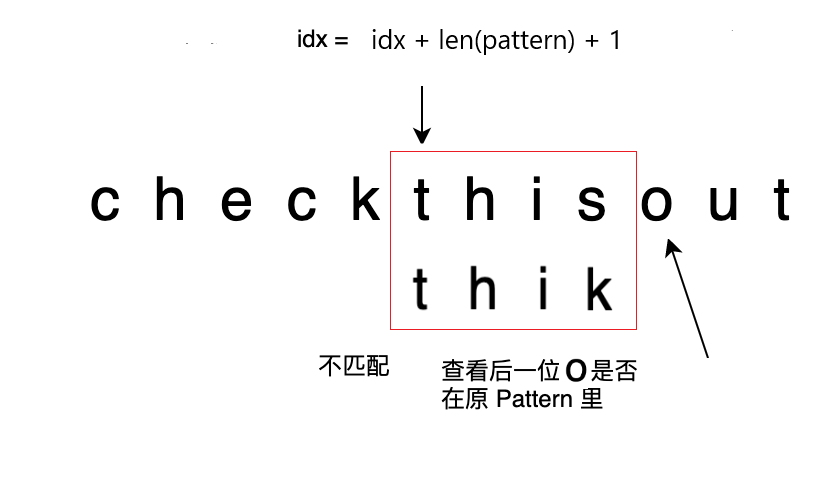 idx = idx + len(pattern) + 1
c h e c k t h i s o u t
t h i k
不匹配
查看后一位 O 是否
在原 Pattern 里